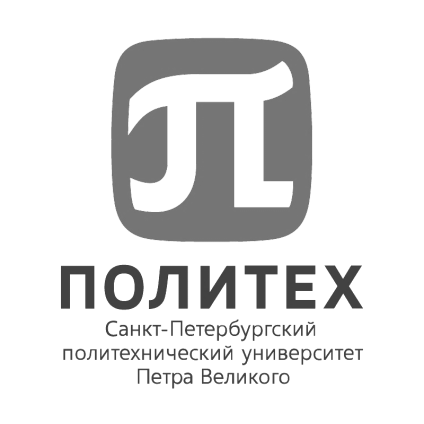 П
ПОЛИТЕХ
Санкт-Петербургский
политехнический университет
Петра Великого